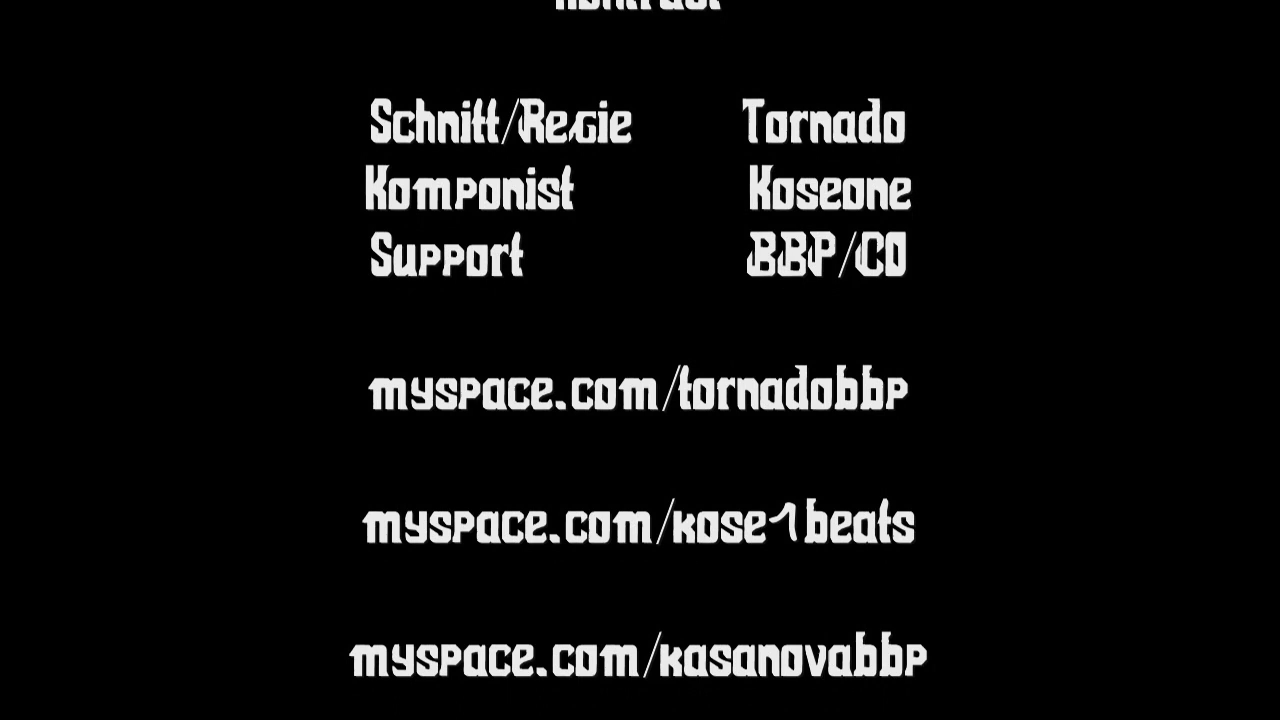 Schnitt/Regie Tornado
Komponist Koseone
Support BBP/CO
myspace.com/tornadobbp
myspace.com/kose1beats
myspace.com/kasanovabbp